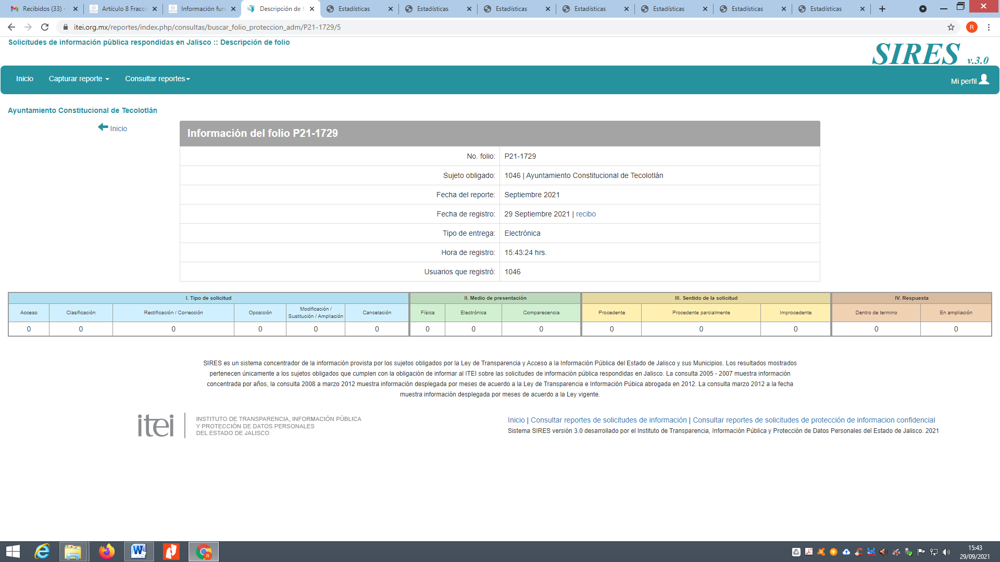 Recibidos (33) -
Artículo 8 Fracci
Información fun
Descripción de f
Estadísticas
Estadísticas
Estadísticas
Estadísticas
Estadísticas
Estadísticas
Estadísticas
itei.org.mx/reportes/index.php/consultas/buscar_folio_proteccion_adm/P21-1729/5
R
Solicitudes de información pública respondidas en Jalisco :: Descripción de folio
SIRES v.3.0
Inicio Capturar reporte Consultar reportes Mi perfil
Ayuntamiento Constitucional de Tecolotlán
Inicio
Información del folio P21-1729
No. folio: P21-1729
Sujeto obligado: 1046 | Ayuntamiento Constitucional de Tecolotlán
Fecha del reporte: Septiembre 2021
Fecha de registro: 29 Septiembre 2021 | recibo
Tipo de entrega: Electrónica
Hora de registro: 15:43:24 hrs.
Usuarios que registró: 1046
I. Tipo de solicitud II. Medio de presentación III. Sentido de la solicitud IV. Respuesta
Acceso Clasificación Rectificación / Corrección Oposición Modificación / Sustitución / Ampliación Cancelación Física Electrónica Comparecencia Procedente Procedente parcialmente Improcedente Dentro de termino En ampliación
0 0 0 0 0 0 0 0 0 0 0 0 0 0
SIRES es un sistema concentrador de la información provista por los sujetos obligados por la Ley de Transparencia y Acceso a la Información Pública del Estado de Jalisco y sus Municipios. Los resultados mostrados
pertenecen únicamente a los sujetos obligados que cumplen con la obligación de informar al ITEI sobre las solicitudes de información pública respondidas en Jalisco. La consulta 2005 - 2007 muestra información
concentrada por años, la consulta 2008 a marzo 2012 muestra información desplegada por meses de acuerdo a la Ley de Transparencia e Información Púbica abrogada en 2012. La consulta marzo 2012 a la fecha
muestra información desplegada por meses de acuerdo a la Ley vigente.
itei
INSTITUTO DE TRANSPARENCIA, INFORMACIÓN PÚBLICA
Y PROTECCIÓN DE DATOS PERSONALES
DEL ESTADO DE JALISCO
Inicio | Consultar reportes de solicitudes de información | Consultar reportes de solicitudes de protección de informacion confidencial
Sistema SIRES versión 3.0 desarrollado por el Instituto de Transparencia, Información Pública y Protección de Datos Personales del Estado de Jalisco. 2021
15:43
29/09/2021